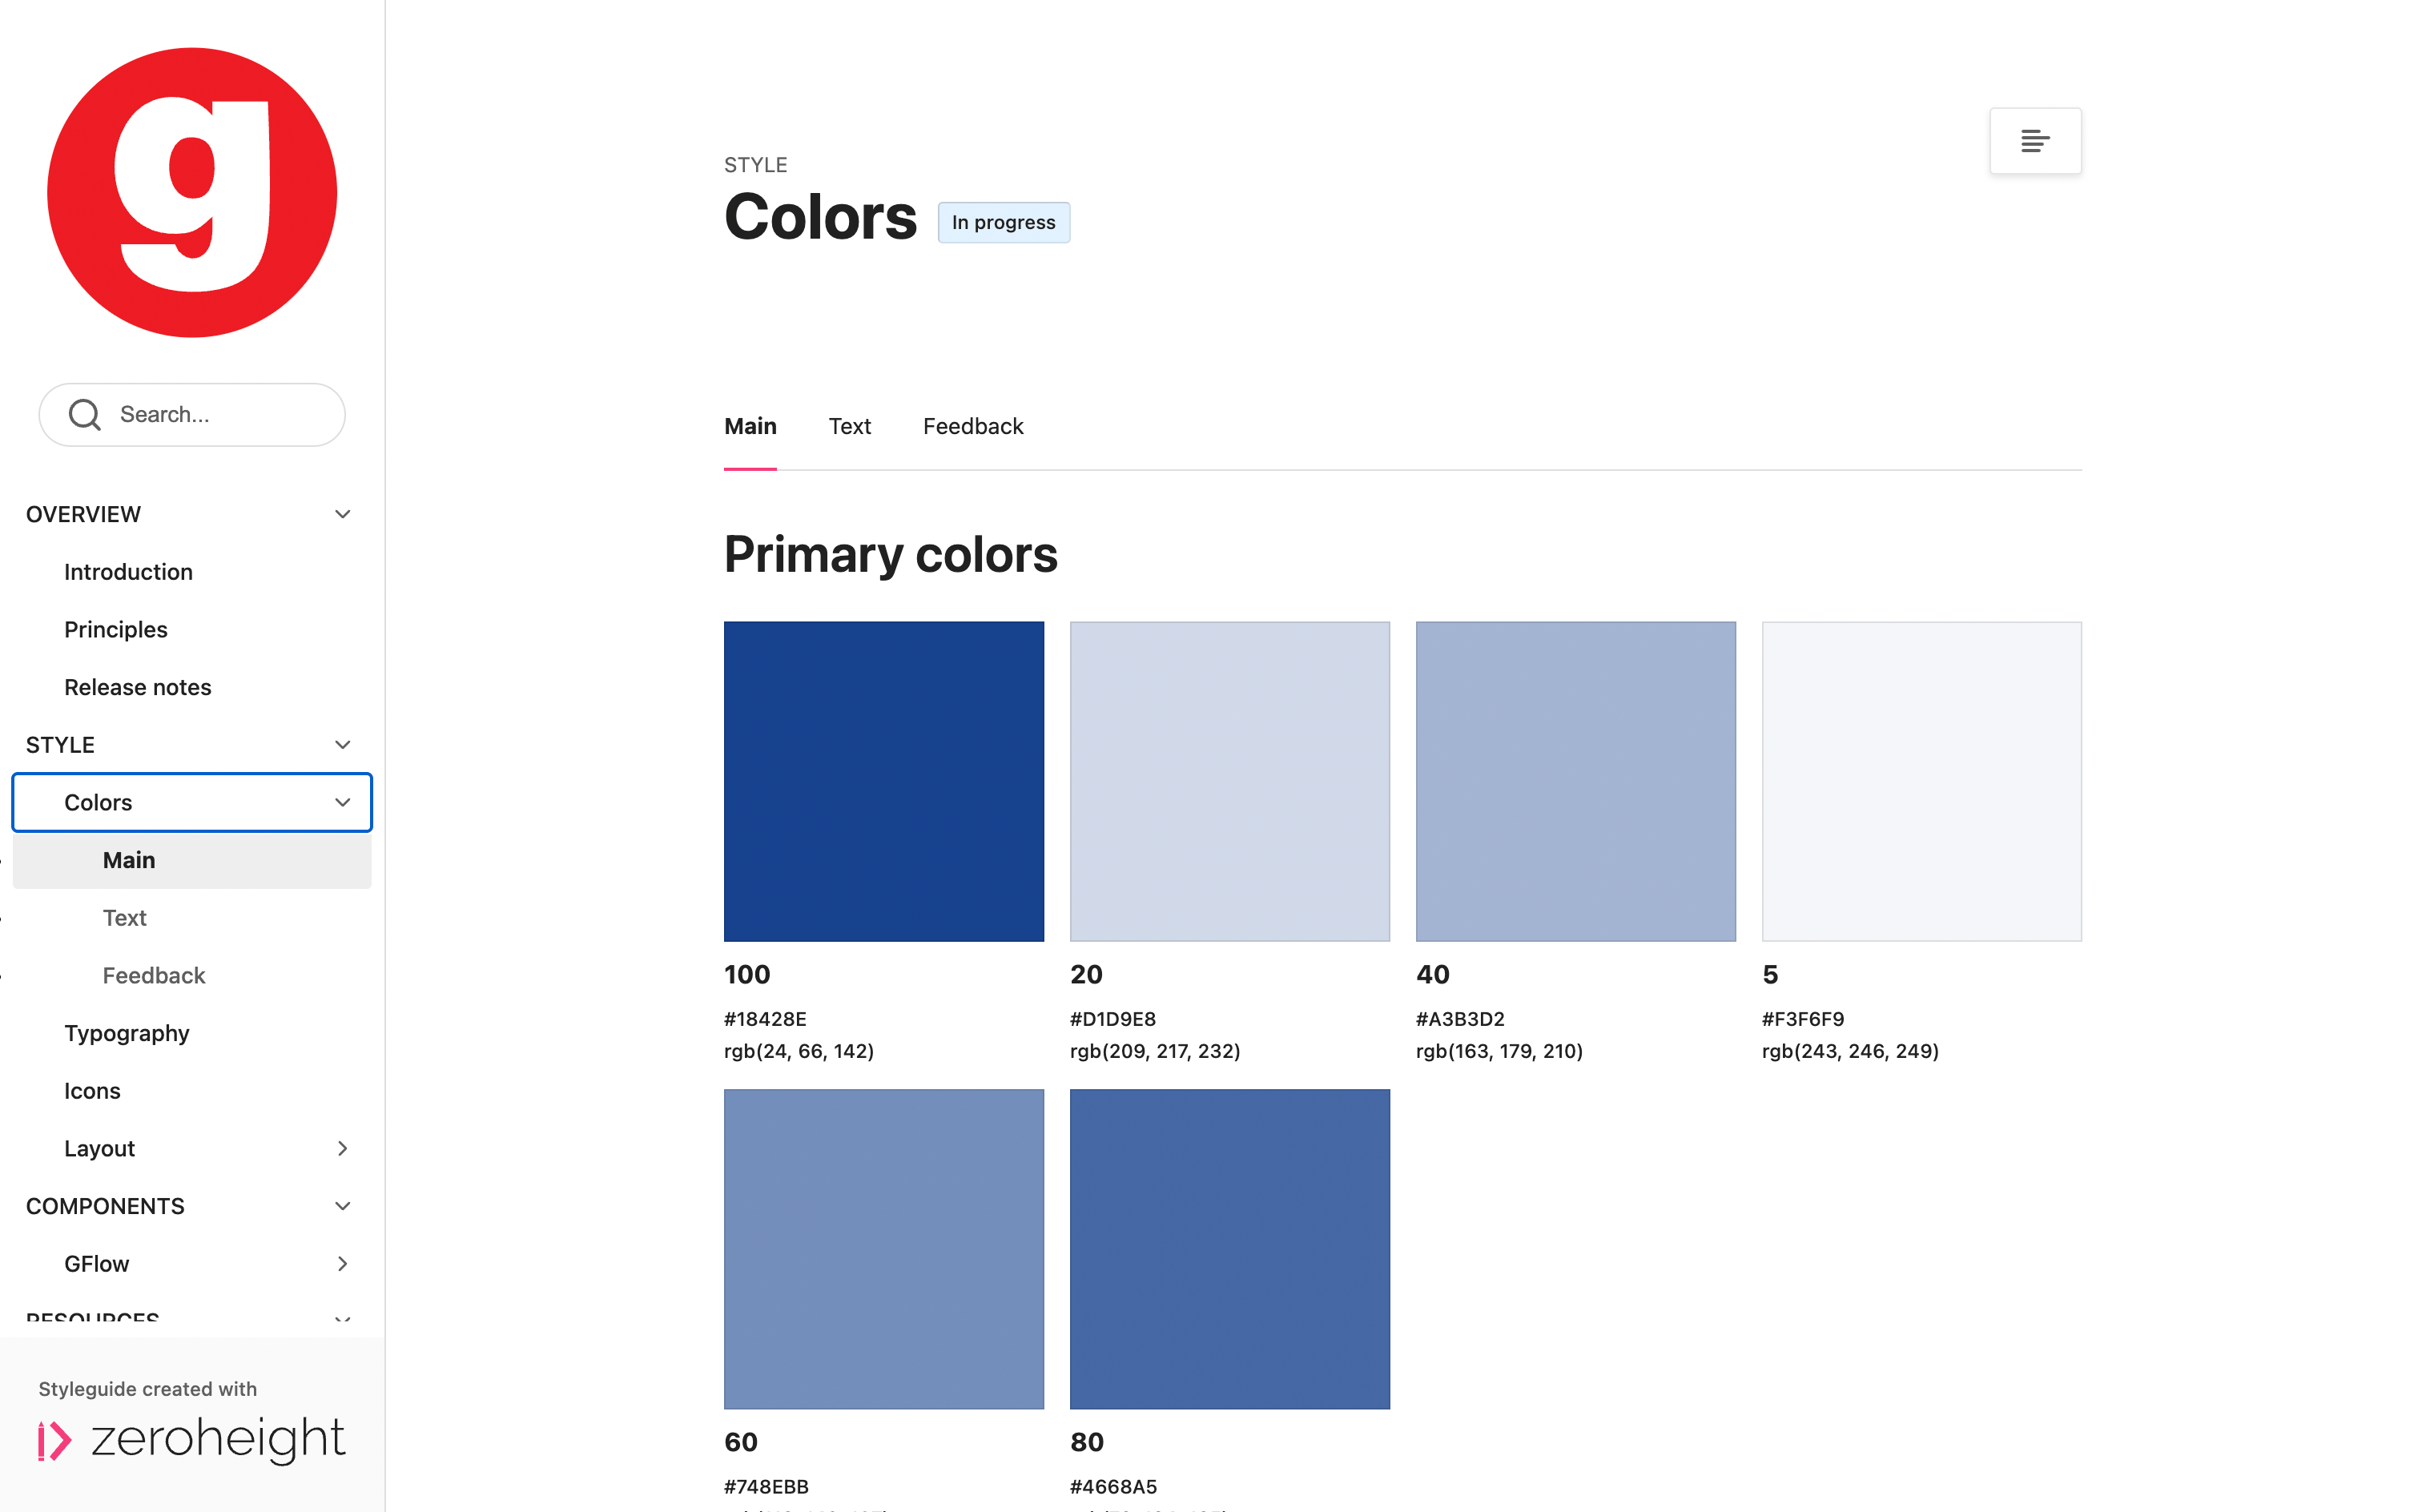 g
Search...
OVERVIEW
Introduction
Principles
Release notes
STYLE
Colors
Main
Text
Feedback
Typography
Icons
Layout
COMPONENTS
GFlow
RESOURCES
Styleguide created with
zeroheight
STYLE
Colors In progress
Main Text Feedback
Primary colors
100 20 40 5
#18428E #D1D9E8 #A3B3D2 #F3F6F9
rgb(24, 66, 142) rgb(209, 217, 232) rgb(163, 179, 210) rgb(243, 246, 249)
60 80
#748EBB #4668A5